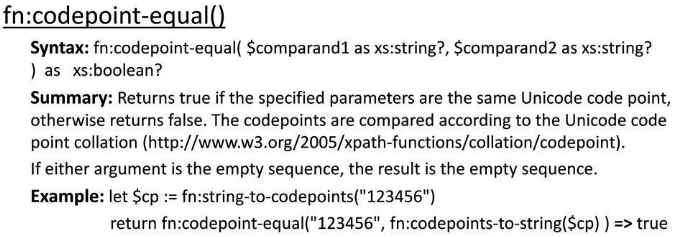 fn:codepoint-equal()
Syntax: fn:codepoint-equal( $comparand1 as xs:string?, $comparand2 as xs:string?
) as xs:boolean?
Summary: Returns true if the specified parameters are the same Unicode code point,
otherwise returns false. The codepoints are compared according to the Unicode code
point collation (http://www.w3.org/2005/xpath-functions/collation/codepoint).
If either argument is the empty sequence, the result is the empty sequence.
Example: let $cp := fn:string-to-codepoints("123456")
return fn:codepoint-equal("123456", fn:codepoints-to-string($cp) ) => true